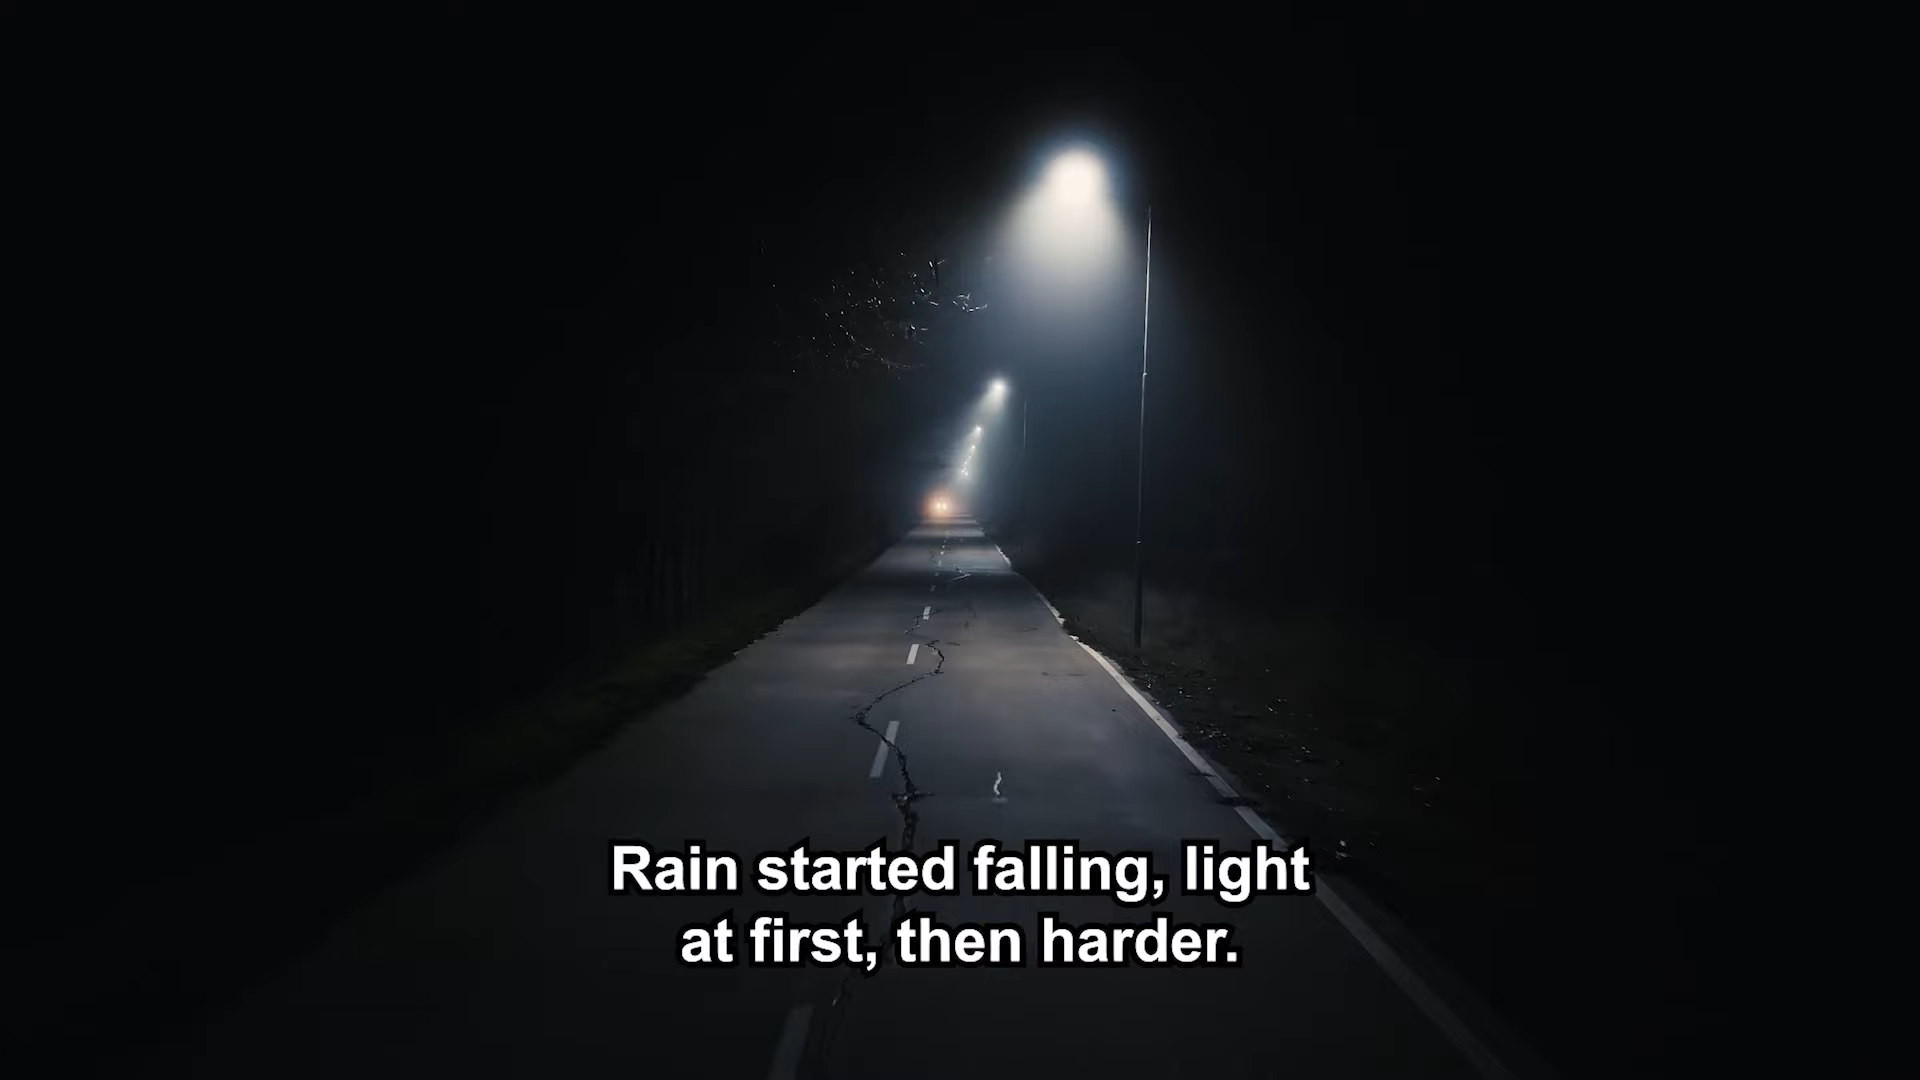 Rain started falling, light
at first, then harder.